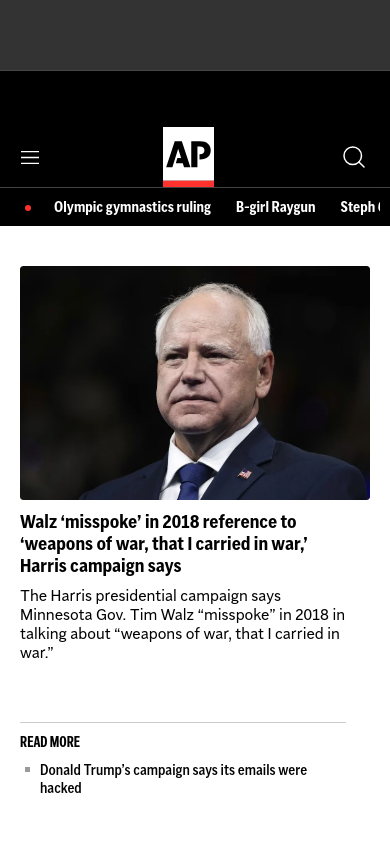 AP
Olympic gymnastics ruling B-girl Raygun Steph
Walz ‘misspoke’ in 2018 reference to
‘weapons of war, that I carried in war,’
Harris campaign says
The Harris presidential campaign says
Minnesota Gov. Tim Walz “misspoke” in 2018 in
talking about “weapons of war, that I carried in
war.”
READ MORE
Donald Trump’s campaign says its emails were
hacked